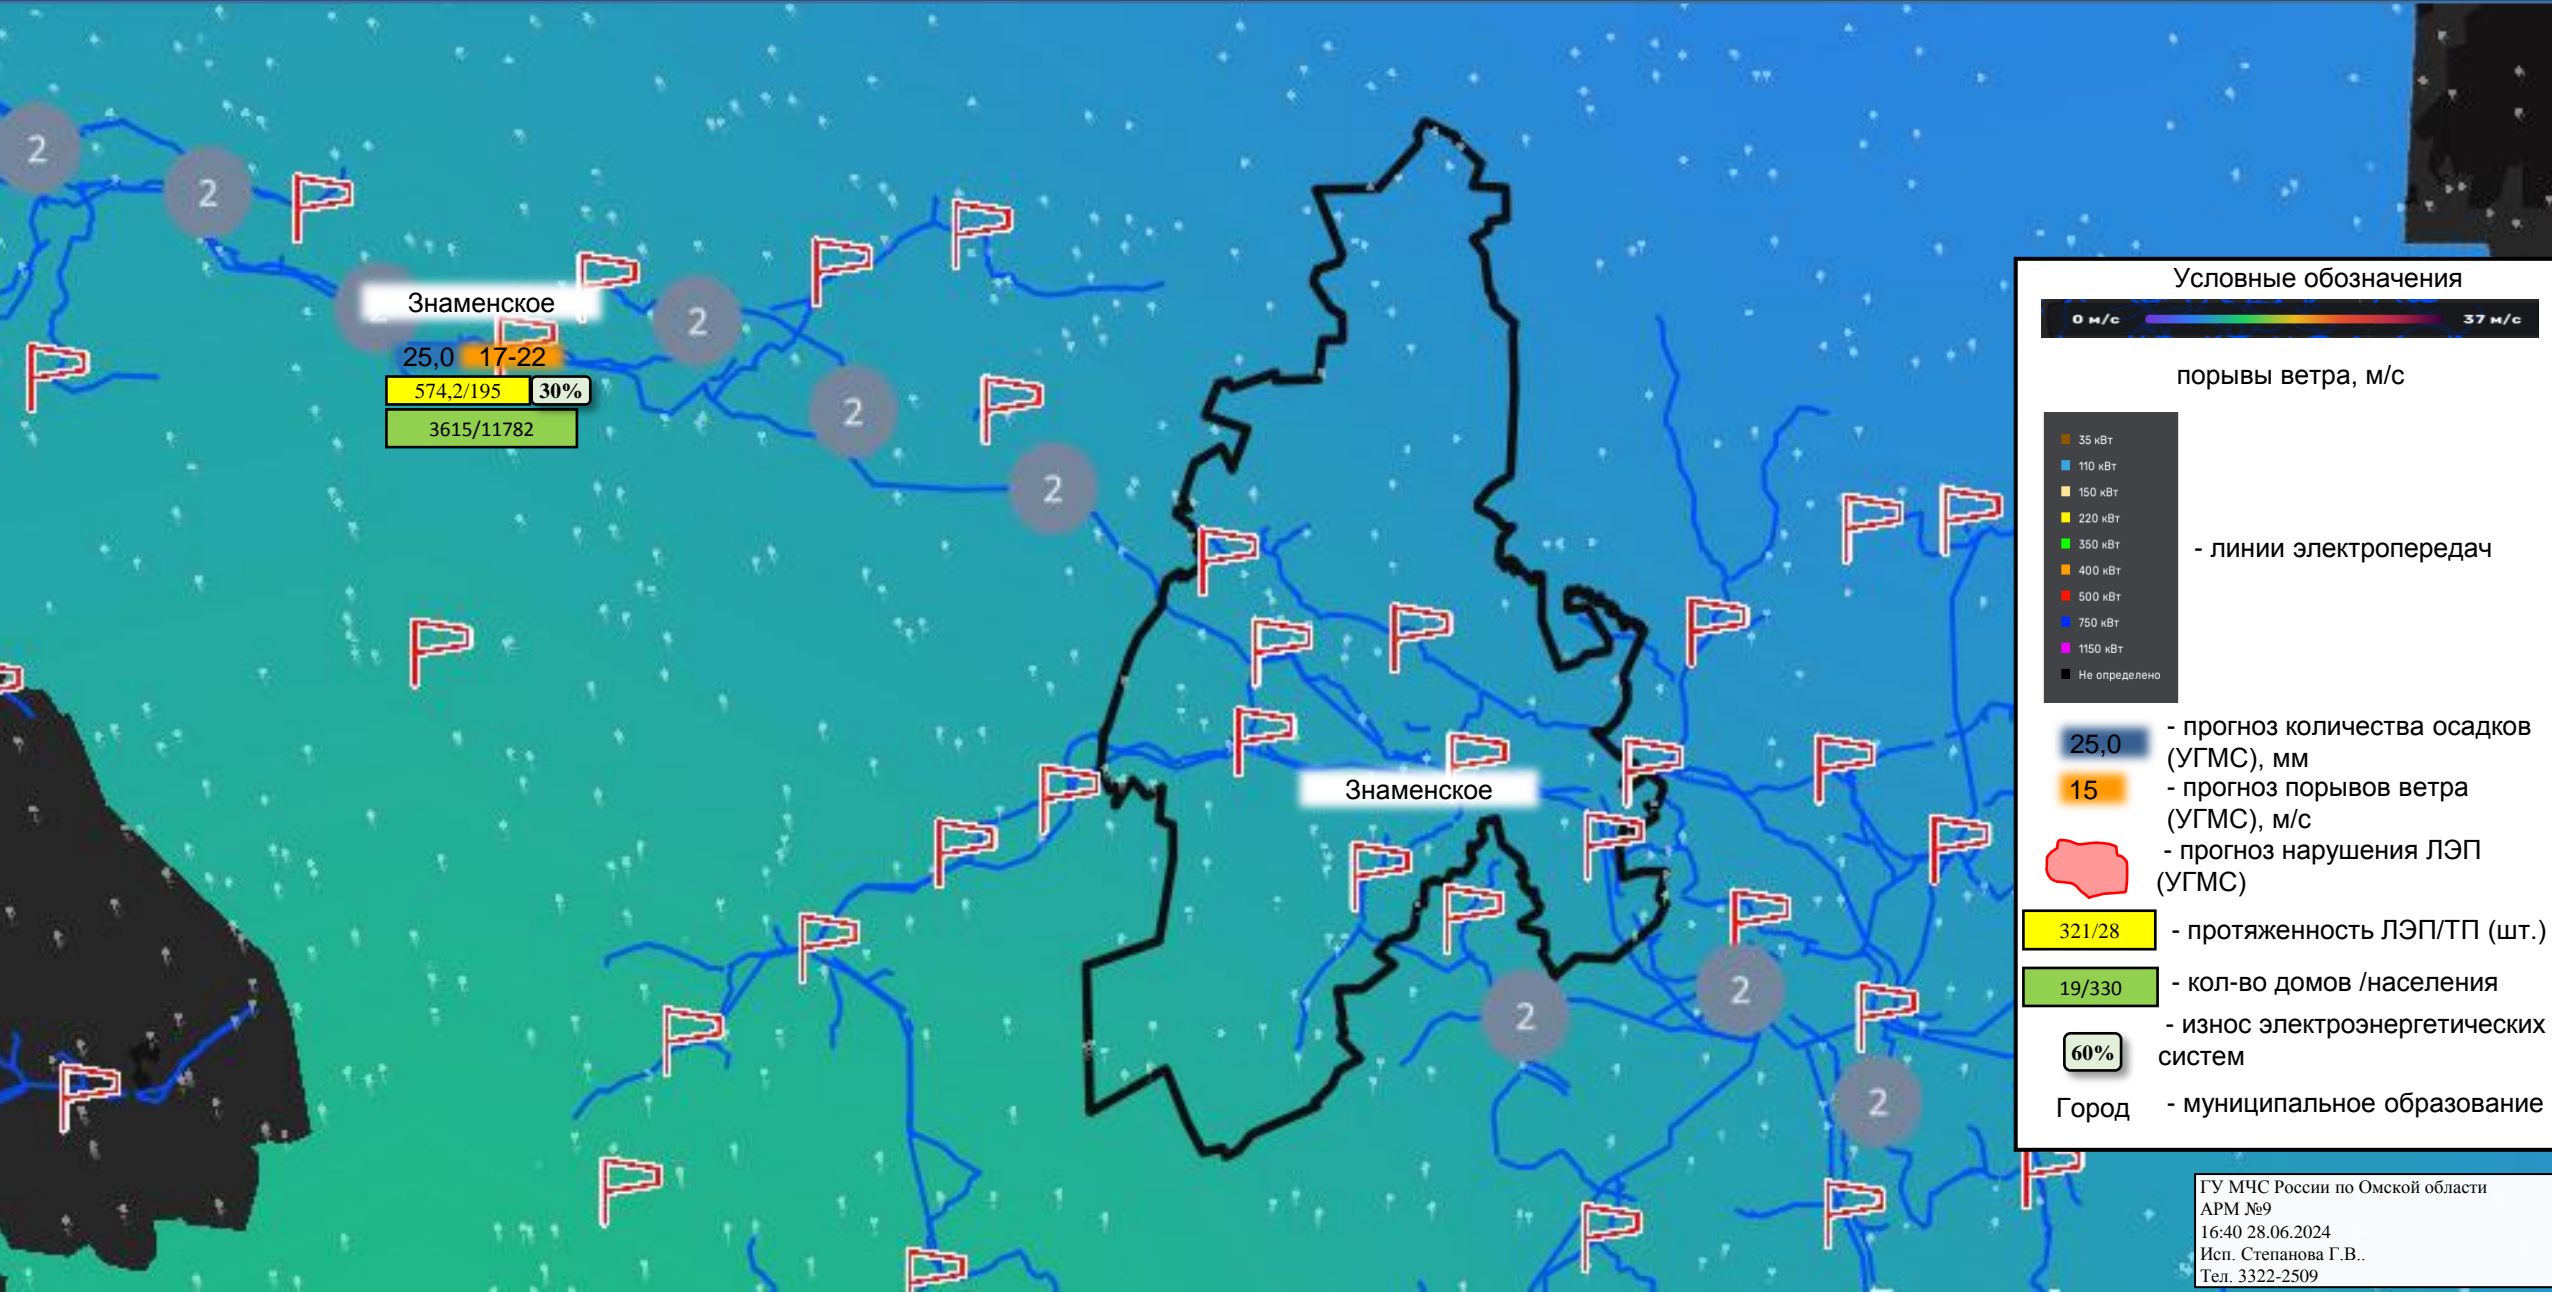 2
2
2
2
2
2
Знаменское
25,0 17-22
574,2/195 30%
3615/11782
Знаменское
2
2
2
Условные обозначения
0 м/с 37 м/с
порывы ветра, м/с
35 кВт
110 кВт
150 кВт
220 кВт
350 кВт
400 кВт
500 кВт
750 кВт
1150 кВт
Не определено
- линии электропередач
25,0 - прогноз количества осадков
(УГМС), мм
15 - прогноз порывов ветра
(УГМС), м/с
- прогноз нарушения ЛЭП
(УГМС)
321/28 - протяженность ЛЭП/ТП (шт.)
19/330 - кол-во домов /населения
60% - износ электроэнергетических
систем
Город - муниципальное образование
ГУ МЧС России по Омской области
АРМ №9
16:40 28.06.2024
Исп. Степанова Г.В..
Тел. 3322-2509